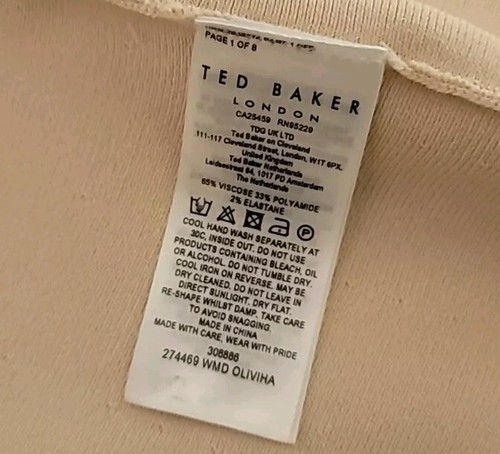 PAGE 1 OF 8
TED BAKER
LONDON
CA25459 RN95229
TDG UK LTD
Ted Baker on Cleveland
111-117 Cleveland Street, London, W1T 6PX,
United Kingdom
Ted Baker Netherlands
Leidsestraat 64, 1017 PD Amsterdam
The Netherlands
65% VISCOSE 33% POLYAMIDE
2% ELASTANE
P
COOL HAND WASH SEPARATELY AT
30C, INSIDE OUT. DO NOT USE
PRODUCTS CONTAINING BLEACH, OIL
OR ALCOHOL. DO NOT TUMBLE DRY.
COOL IRON ON REVERSE. MAY BE
DRY CLEANED. DO NOT LEAVE IN
DIRECT SUNLIGHT. DRY FLAT.
RE-SHAPE WHILST DAMP. TAKE CARE
TO AVOID SNAGGING.
MADE IN CHINA
MADE WITH CARE, WEAR WITH PRIDE
308886
274469 WMD OLIVIHA